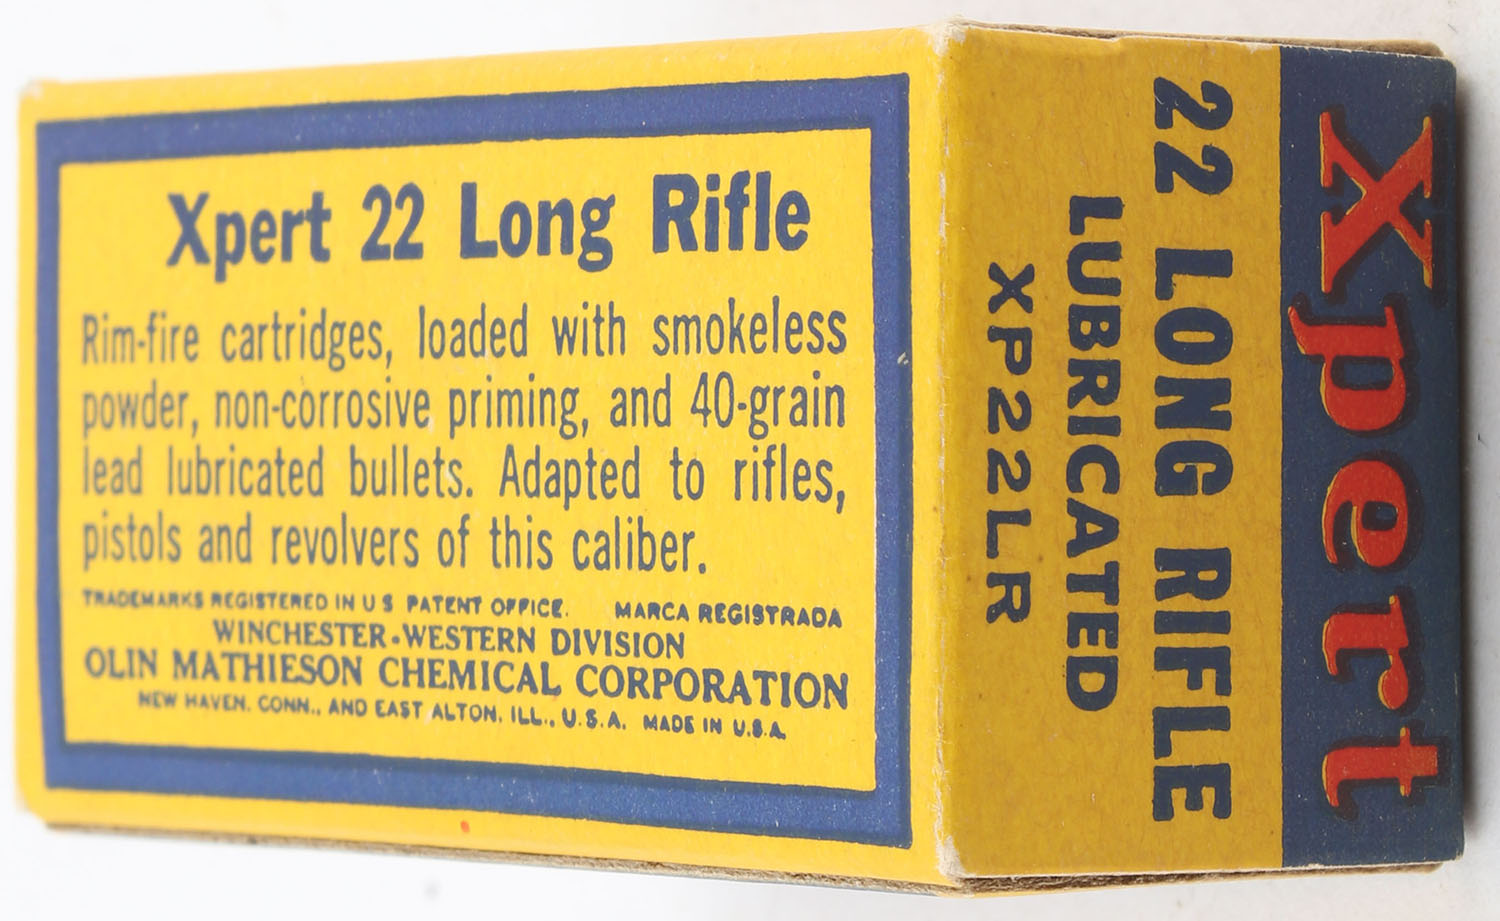 Xpert 22 Long Rifle
Rim-fire cartridges, loaded with smokeless
powder, non-corrosive priming, and 40-grain
lead lubricated bullets. Adapted to rifles,
pistols and revolvers of this caliber.
TRADEMARKS REGISTERED IN U S PATENT OFFICE. MARCA REGISTRADA
WINCHESTER-WESTERN DIVISION
OLIN MATHIESON CHEMICAL CORPORATION
NEW HAVEN, CONN., AND EAST ALTON, ILL., U.S.A. MADE IN U.S.A.
Xpert
22 LONG RIFLE
LUBRICATED
XP22LR